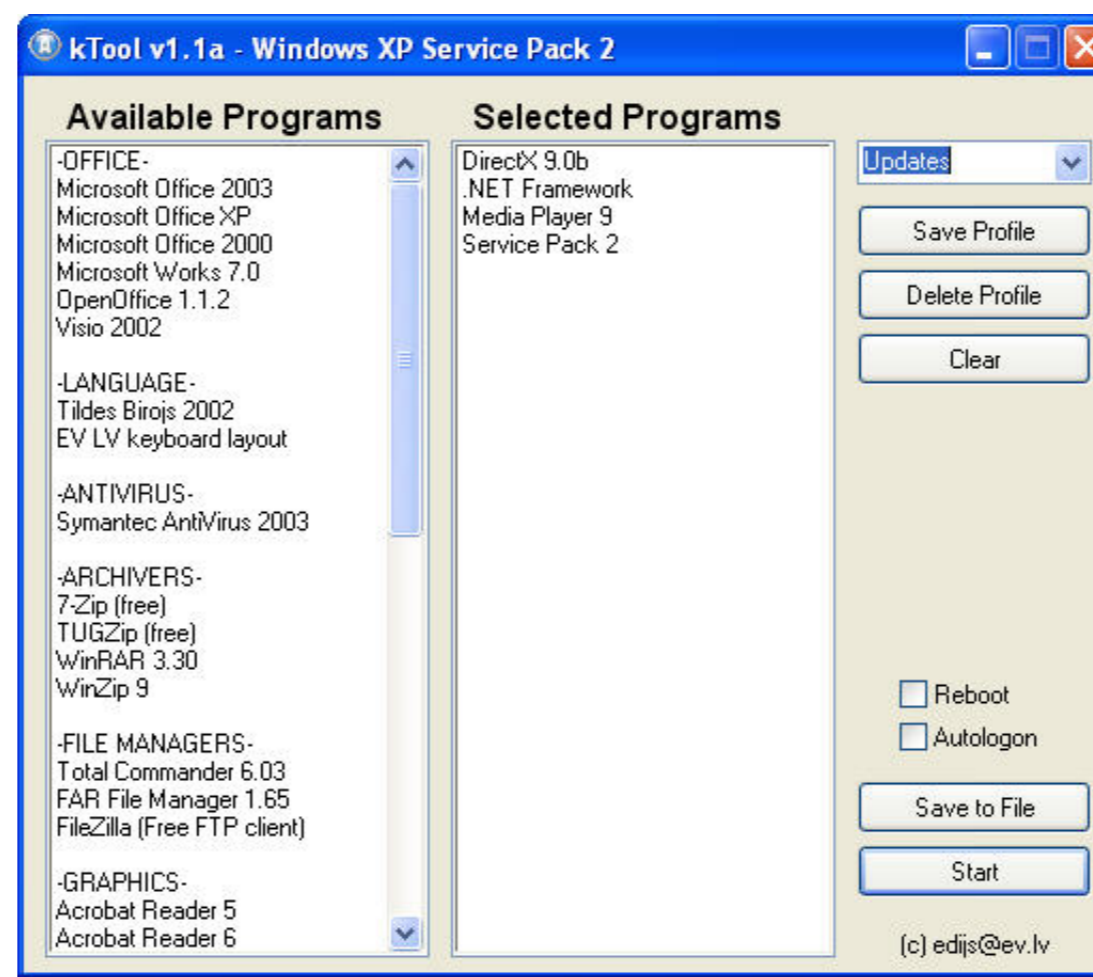 kTool v1.1a - Windows XP Service Pack 2
Available Programs
-OFFICE-
Microsoft Office 2003
Microsoft Office XP
Microsoft Office 2000
Microsoft Works 7.0
OpenOffice 1.1.2
Visio 2002
-LANGUAGE-
Tildes Birojs 2002
EV LV keyboard layout
-ANTIVIRUS-
Symantec AntiVirus 2003
-ARCHIVERS-
7-Zip (free)
TUGZip (free)
WinRAR 3.30
WinZip 9
-FILE MANAGERS-
Total Commander 6.03
FAR File Manager 1.65
FileZilla (Free FTP client)
-GRAPHICS-
Acrobat Reader 5
Acrobat Reader 6
Selected Programs
DirectX 9.0b
.NET Framework
Media Player 9
Service Pack 2
Updates
Save Profile
Delete Profile
Clear
Reboot
Autologon
Save to File
Start
(c) edijs@ev.lv